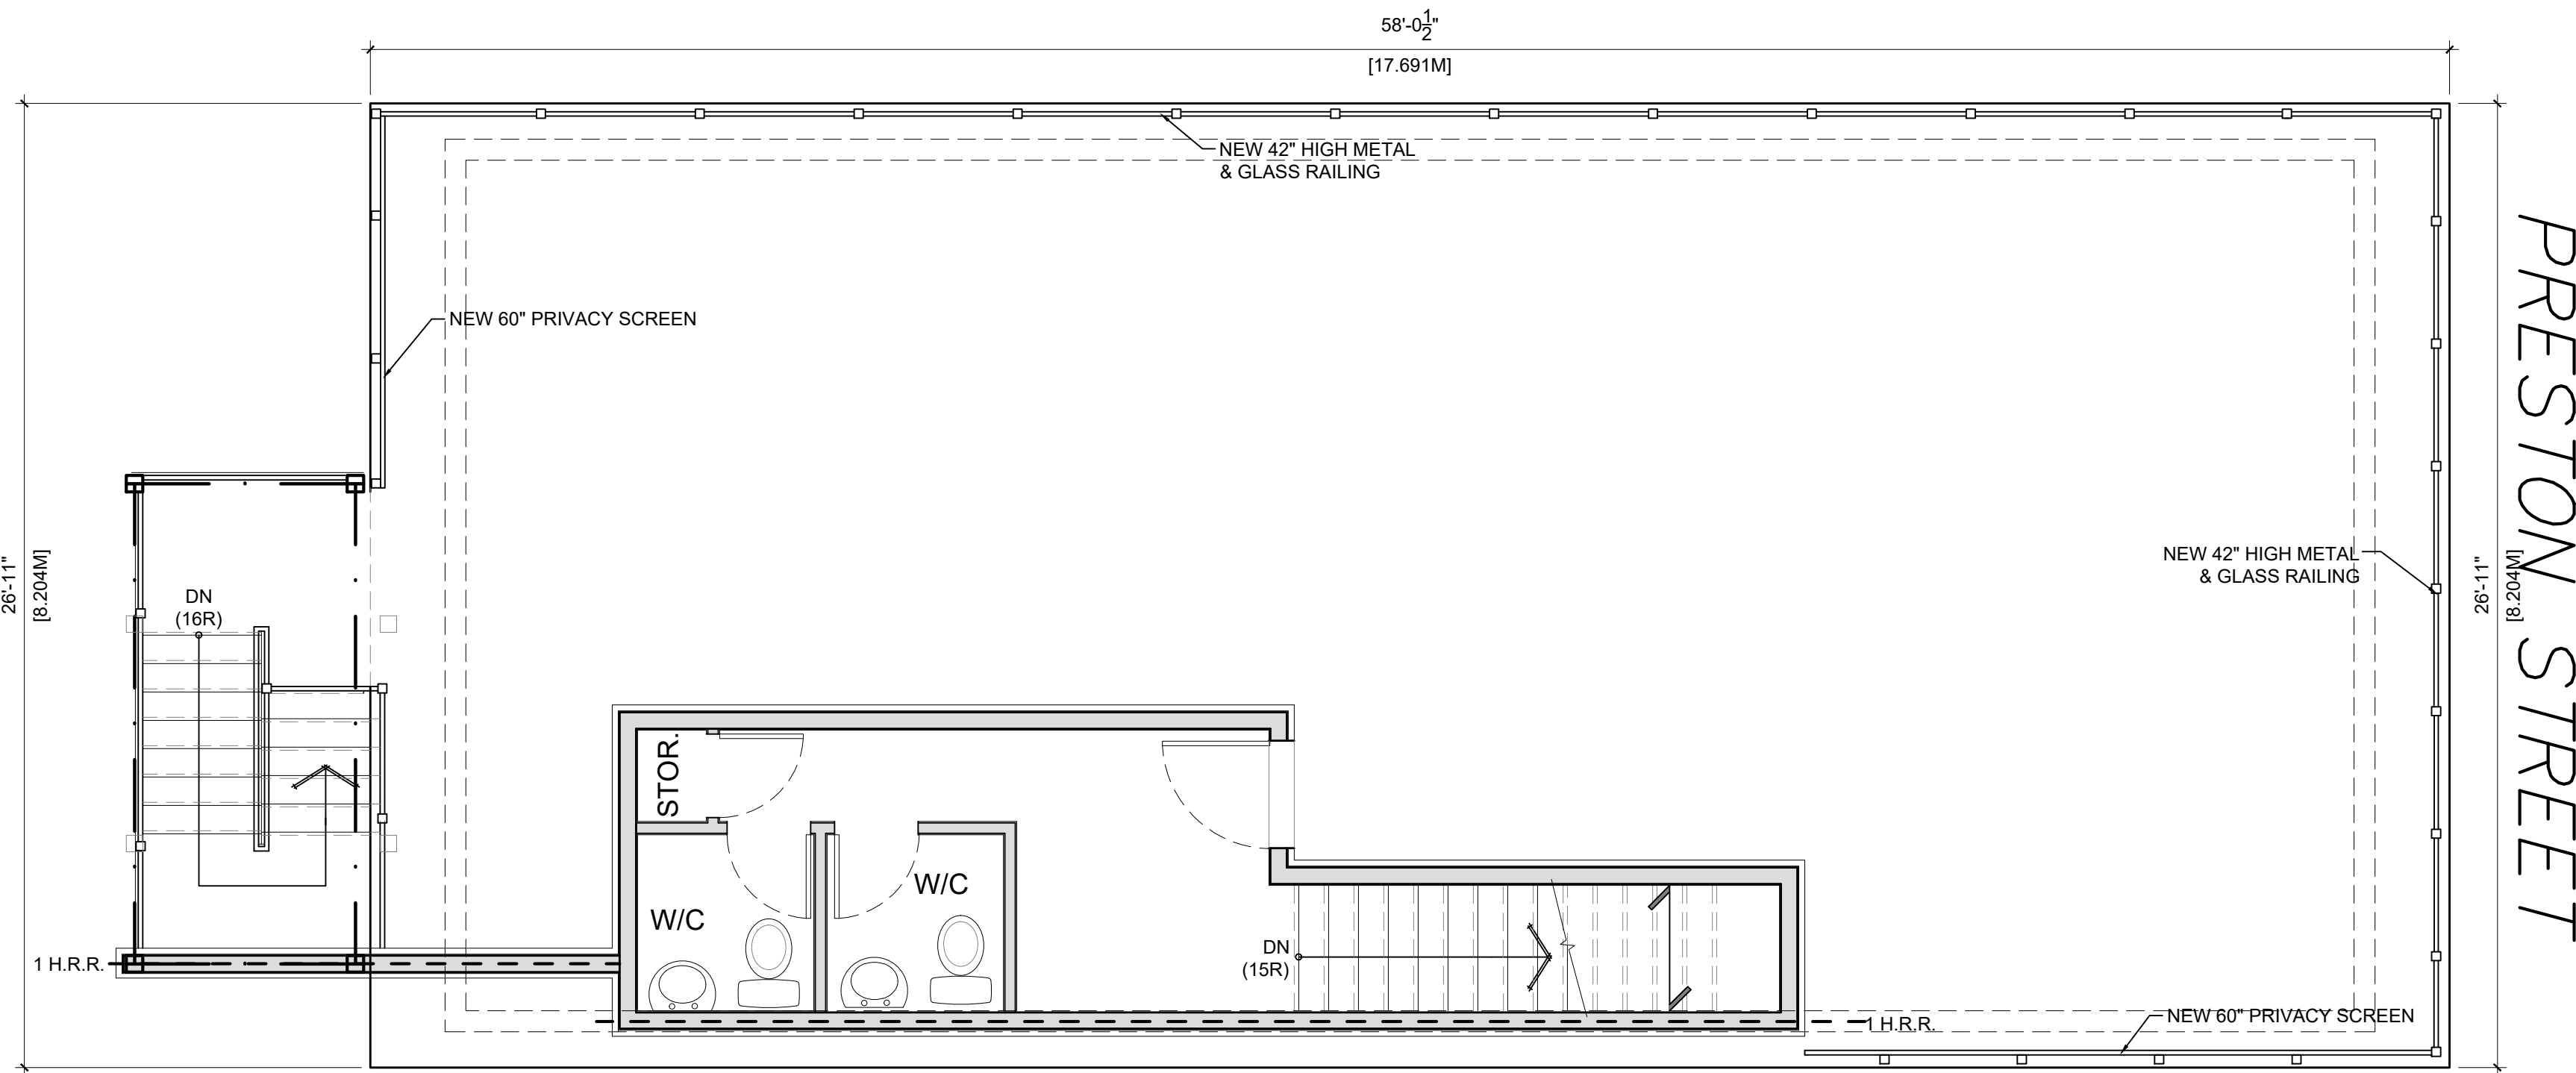 58'-0 1/2"
[17.691M]
NEW 42" HIGH METAL
& GLASS RAILING
NEW 60" PRIVACY SCREEN
PRESTON STREET
NEW 42" HIGH METAL
& GLASS RAILING
26'-11"
[8.204M]
26'-11"
[8.204M]
DN
(16R)
STOR.
W/C
W/C
DN
(15R)
1 H.R.R.
1 H.R.R.
NEW 60" PRIVACY SCREEN